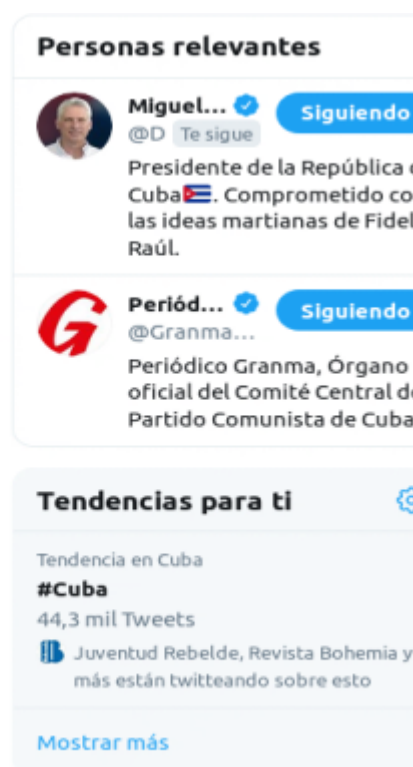 Personas relevantes
Miguel...
Siguiendo
@D Te sigue
Presidente de la República
Cuba🇨🇺. Comprometido co
las ideas martianas de Fidel
Raúl.
G
Periód...
Siguiendo
@Granma...
Periódico Granma, Órgano
oficial del Comité Central d
Partido Comunista de Cuba
Tendencias para ti
Tendencia en Cuba
#Cuba
44,3 mil Tweets
Juventud Rebelde, Revista Bohemia y
más están twitteando sobre esto
Mostrar más